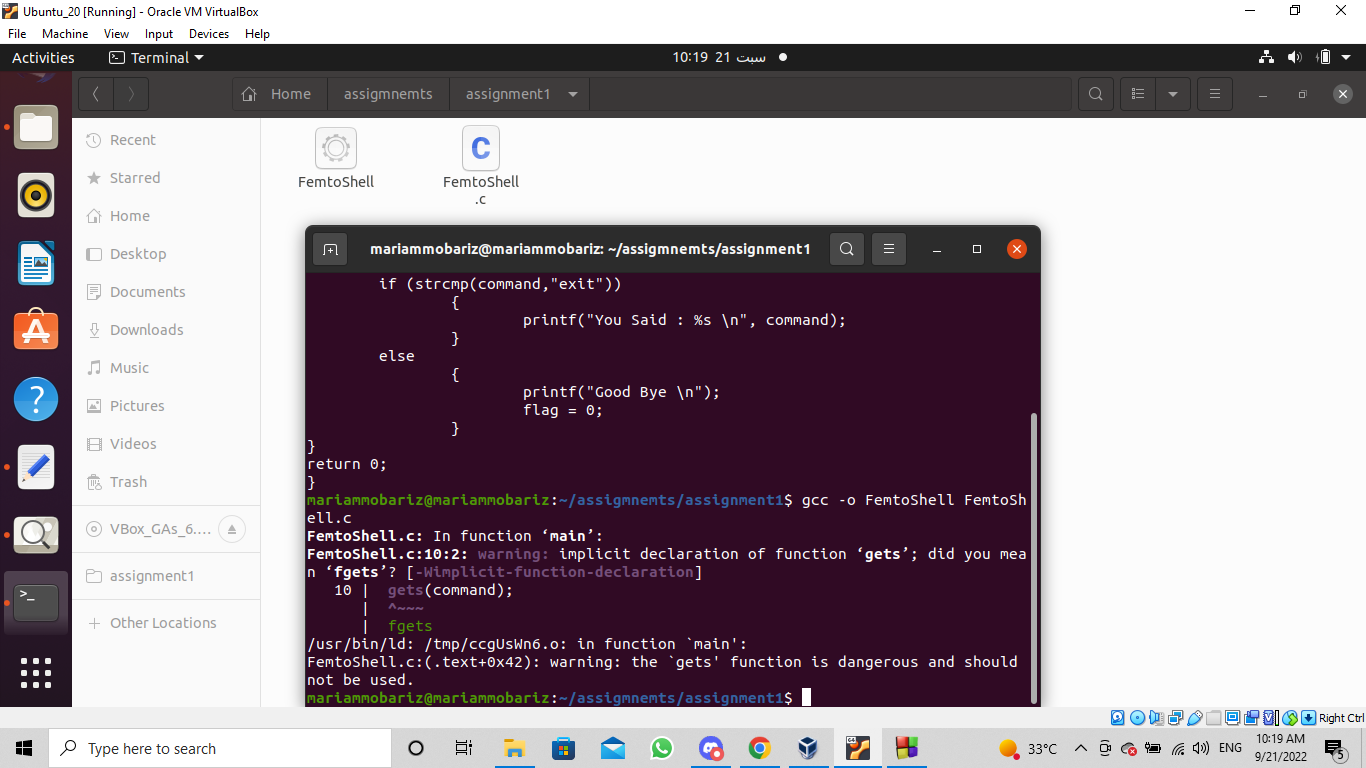 Ubuntu_20 [Running] - Oracle VM VirtualBox
File Machine View Input Devices Help
Activities Terminal 10:19 21 سبت
Home assigmnemts assignment1
Recent
Starred
Home
Desktop
Documents
Downloads
Music
Pictures
Videos
Trash
VBox_GAs_6....
assignment1
Other Locations
FemtoShell
FemtoShell
.c
mariammobariz@mariammobariz: ~/assigmnemts/assignment1
if (strcmp(command,"exit"))
{
printf("You Said : %s \n", command);
}
else
{
printf("Good Bye \n");
flag = 0;
}
}
return 0;
}
mariammobariz@mariammobariz:~/assigmnemts/assignment1$ gcc -o FemtoShell FemtoSh
ell.c
FemtoShell.c: In function ‘main’:
FemtoShell.c:10:2: warning: implicit declaration of function ‘gets’; did you mea
n ‘fgets’? [-Wimplicit-function-declaration]
10 | gets(command);
| ^~~~
| fgets
/usr/bin/ld: /tmp/ccgUsWn6.o: in function `main':
FemtoShell.c:(.text+0x42): warning: the `gets' function is dangerous and should
not be used.
mariammobariz@mariammobariz:~/assigmnemts/assignment1$
Right Ctrl
Type here to search
33°C
ENG
10:19 AM
9/21/2022
5